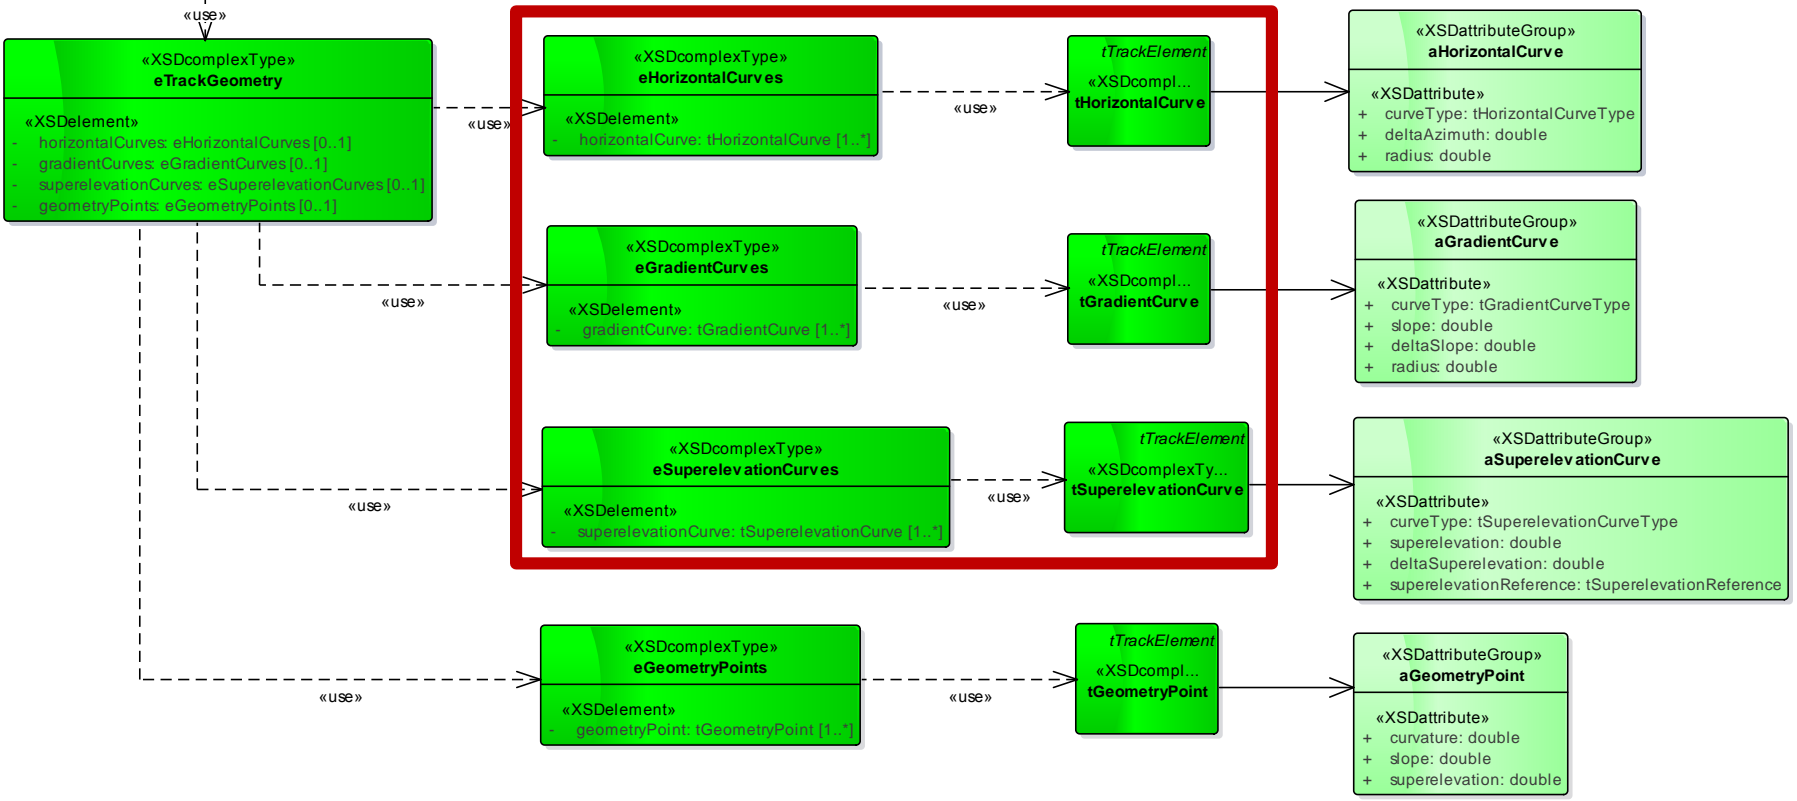 «use»
«XSDcomplexType»
eTrackGeometry
«XSDelement»
- horizontalCurves: eHorizontalCurves [0..1]
- gradientCurves: eGradientCurves [0..1]
- superelevationCurves: eSuperelevationCurves [0..1]
- geometryPoints: eGeometryPoints [0..1]
«use»
«XSDcomplexType»
eHorizontalCurves
«XSDelement»
- horizontalCurve: tHorizontalCurve [1..*]
«use»
tTrackElement
«XSDcompl...
tHorizontalCurve
«XSDattributeGroup»
aHorizontalCurve
«XSDattribute»
+ curveType: tHorizontalCurveType
+ deltaAzimuth: double
+ radius: double
«use»
«XSDcomplexType»
eGradientCurves
«XSDelement»
- gradientCurve: tGradientCurve [1..*]
«use»
tTrackElement
«XSDcompl...
tGradientCurve
«XSDattributeGroup»
aGradientCurve
«XSDattribute»
+ curveType: tGradientCurveType
+ slope: double
+ deltaSlope: double
+ radius: double
«use»
«XSDcomplexType»
eSuperelevationCurves
«XSDelement»
- superelevationCurve: tSuperelevationCurve [1..*]
«use»
tTrackElement
«XSDcomplexTy...
tSuperelevationCurve
«XSDattributeGroup»
aSuperelevationCurve
«XSDattribute»
+ curveType: tSuperelevationCurveType
+ superelevation: double
+ deltaSuperelevation: double
+ superelevationReference: tSuperelevationReference
«use»
«XSDcomplexType»
eGeometryPoints
«XSDelement»
- geometryPoint: tGeometryPoint [1..*]
«use»
tTrackElement
«XSDcompl...
tGeometryPoint
«XSDattributeGroup»
aGeometryPoint
«XSDattribute»
+ curvature: double
+ slope: double
+ superelevation: double